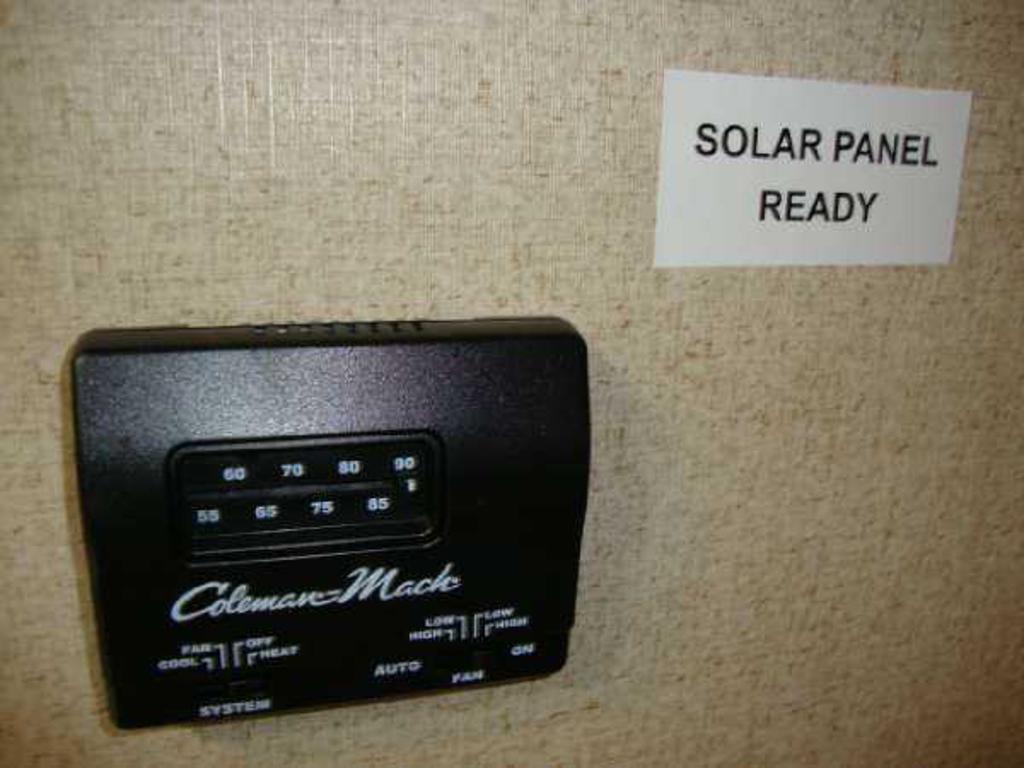 SOLAR PANEL
READY
60 70 80 90
55 65 75 85
Coleman-Mach
LOW LOW
HIGH HIGH
FAN OFF
COOL HEAT
AUTO FAN ON
SYSTEM